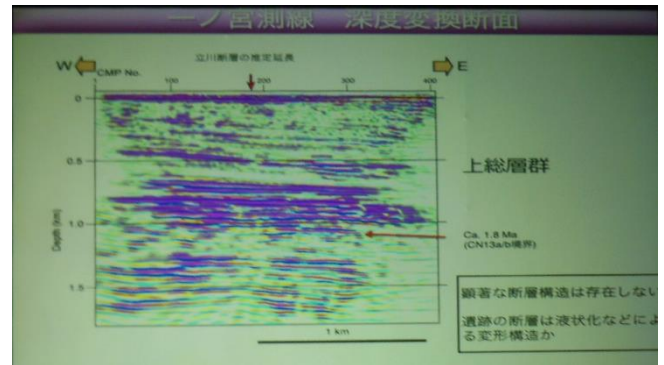 一ノ宮測線 深度変換断面
立川断層の推定延長
W
E
CMP No.
1 100 200 300 400
0
0.5
1.0
1.5
Depth (km)
上総層群
Ca. 1.8 Ma
(CN13a/b境界)
顕著な断層構造は存在しない
遺跡の断層は液状化などによ
る変形構造か
1 km